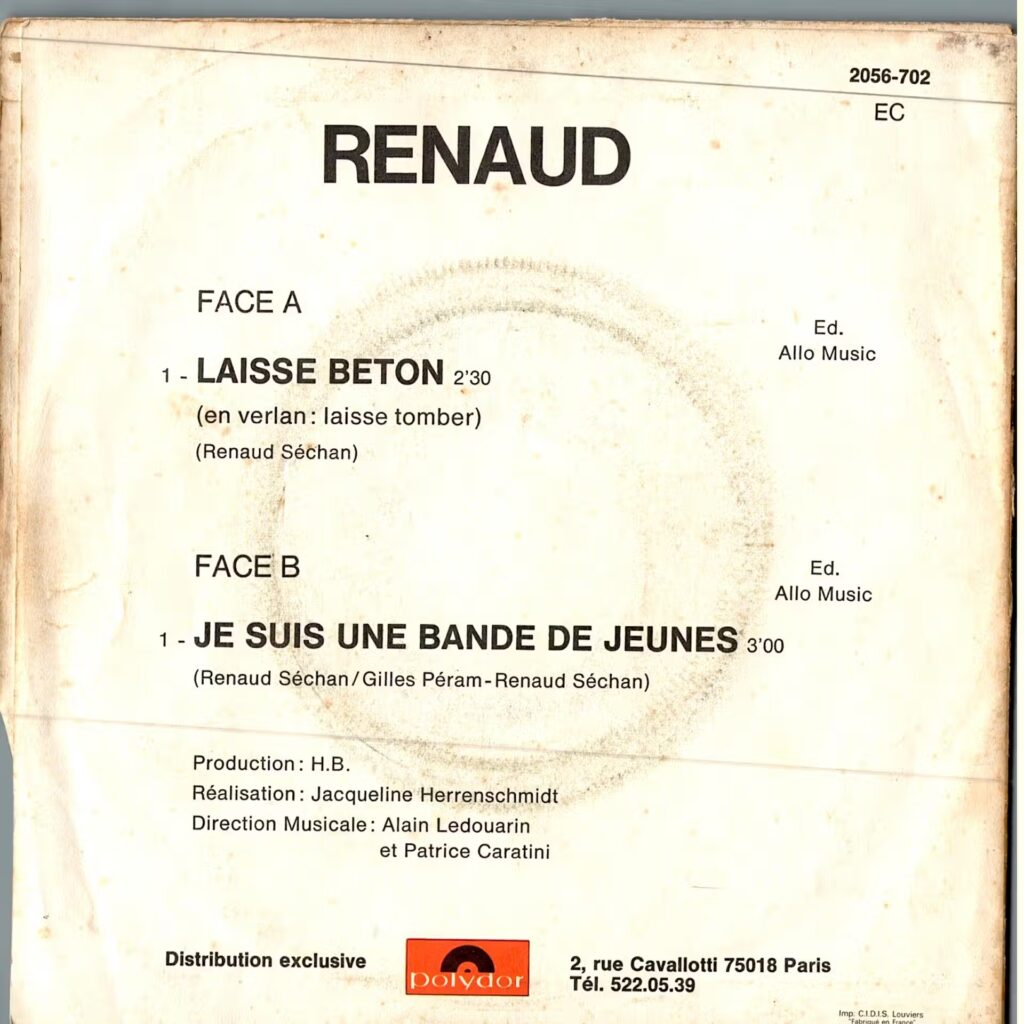 2056-702
EC
RENAUD
FACE A
Ed.
Allo Music
1 - LAISSE BETON 2'30
(en verlan : laisse tomber)
(Renaud Séchan)
FACE B
Ed.
Allo Music
1 - JE SUIS UNE BANDE DE JEUNES 3'00
(Renaud Séchan/Gilles Péram-Renaud Séchan)
Production : H.B.
Réalisation : Jacqueline Herrenschmidt
Direction Musicale : Alain Ledouarin
et Patrice Caratini
Distribution exclusive
polydor
2, rue Cavallotti 75018 Paris
Tél. 522.05.39
Imp. C.I.D.I.S. Louviers
"Fabriqué en France"